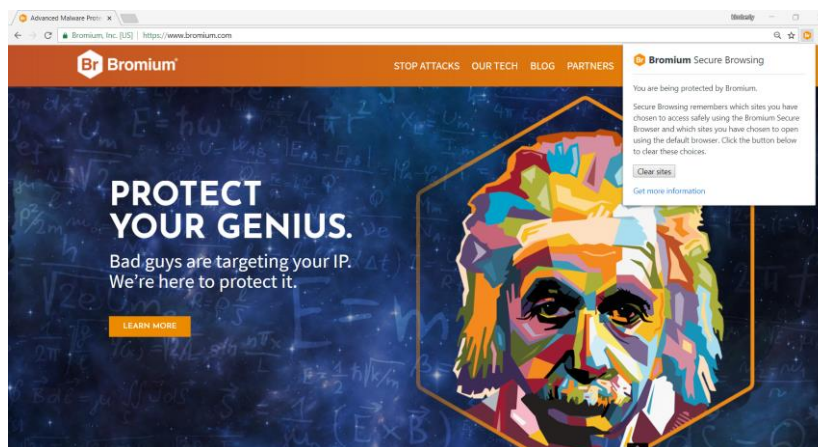 Advanced Malware Prote
Bromium, Inc. [US] | https://www.bromium.com
Br Bromium
STOP ATTACKS OUR TECH BLOG PARTNERS
Bromium Secure Browsing
You are being protected by Bromium.
Secure Browsing remembers which sites you have
chosen to access safely using the Bromium Secure
Browser and which sites you have chosen to open
using the default browser. Click the button below
to clear these choices.
Clear sites
Get more information
PROTECT
YOUR GENIUS.
Bad guys are targeting your IP.
We're here to protect it.
LEARN MORE